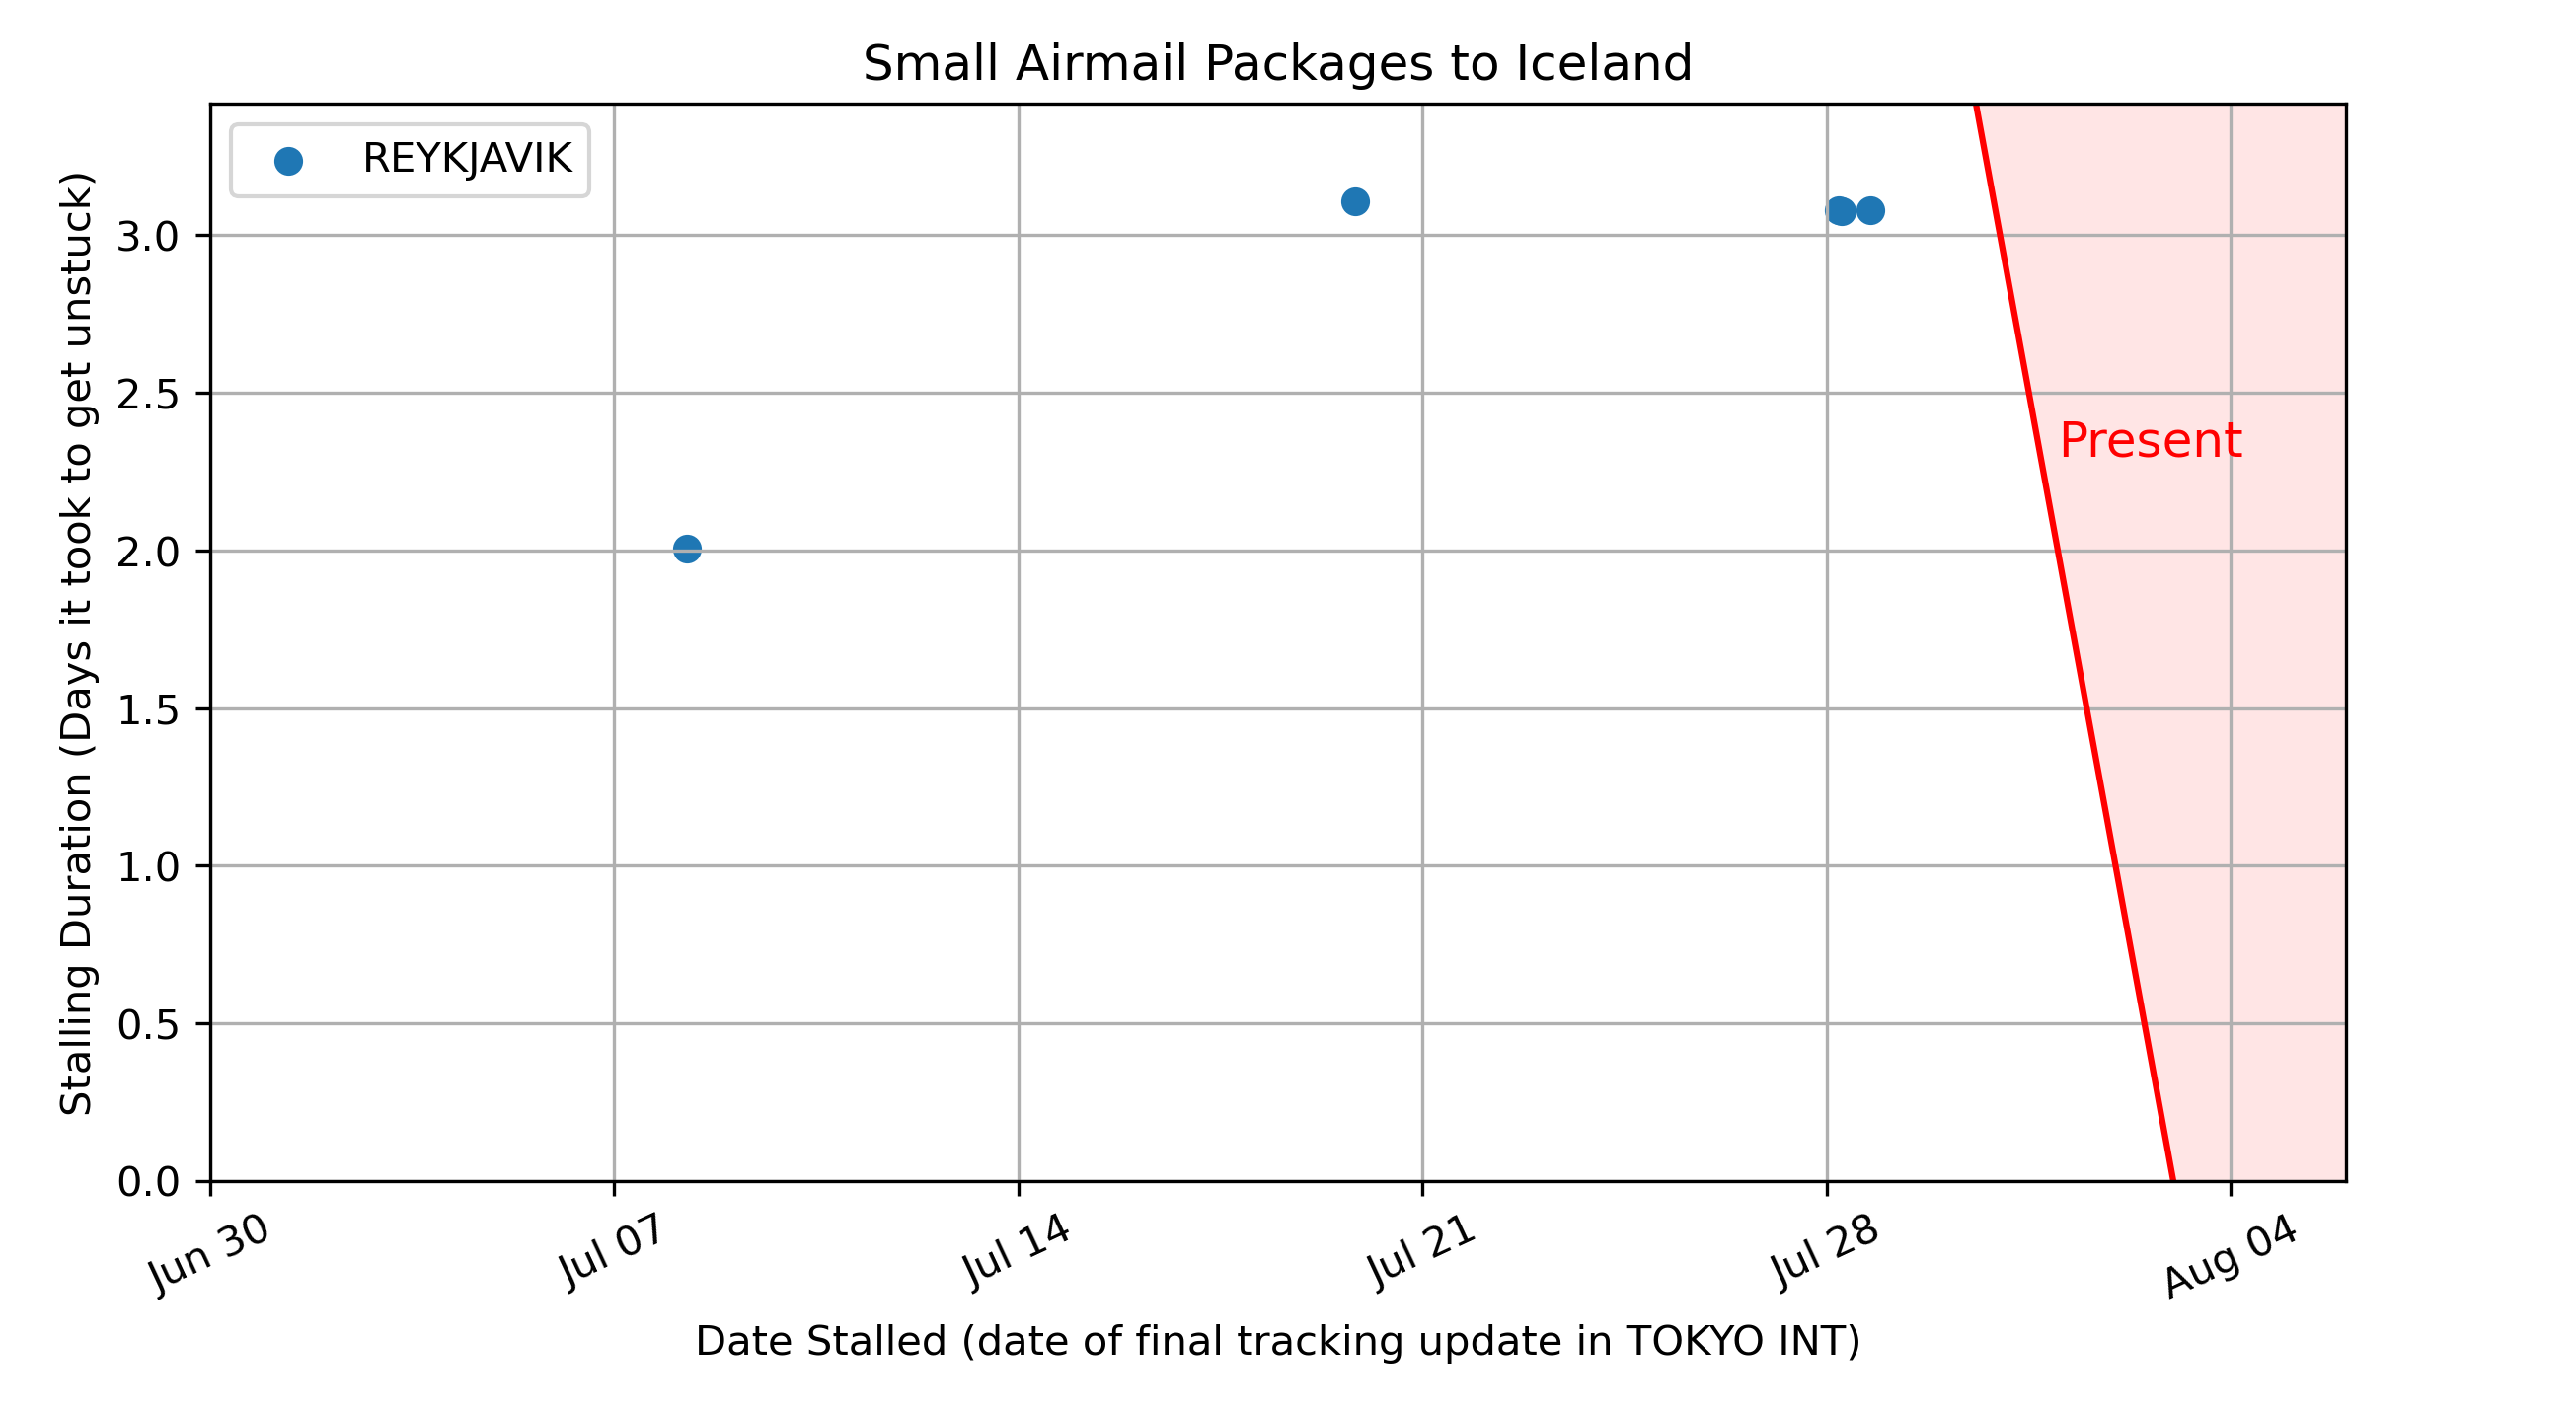 Small Airmail Packages to Iceland
REYKJAVIK
Stalling Duration (Days it took to get unstuck)
3.0
2.5
2.0
1.5
1.0
0.5
0.0
Present
Jun 30
Jul 07
Jul 14
Jul 21
Jul 28
Aug 04
Date Stalled (date of final tracking update in TOKYO INT)